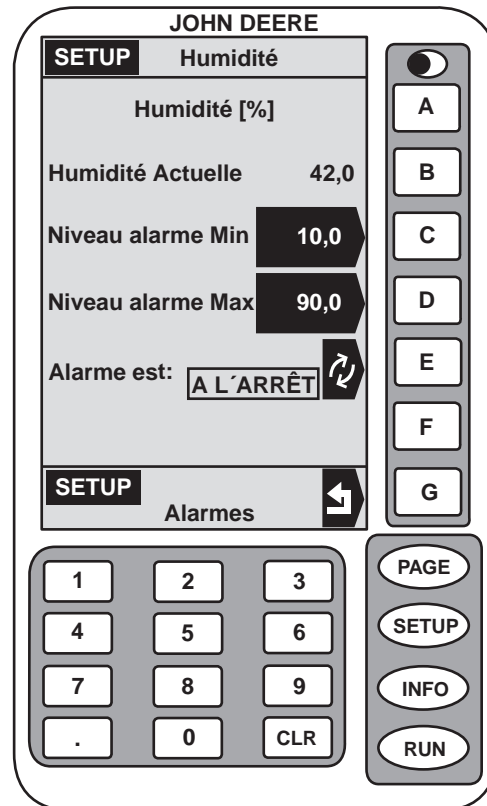 JOHN DEERE
SETUP Humidité
Humidité [%]
Humidité Actuelle 42,0
Niveau alarme Min 10,0
Niveau alarme Max 90,0
Alarme est: A L´ARRÊT
SETUP
Alarmes
A
B
C
D
E
F
G
1 2 3
4 5 6
7 8 9
. 0 CLR
PAGE
SETUP
INFO
RUN